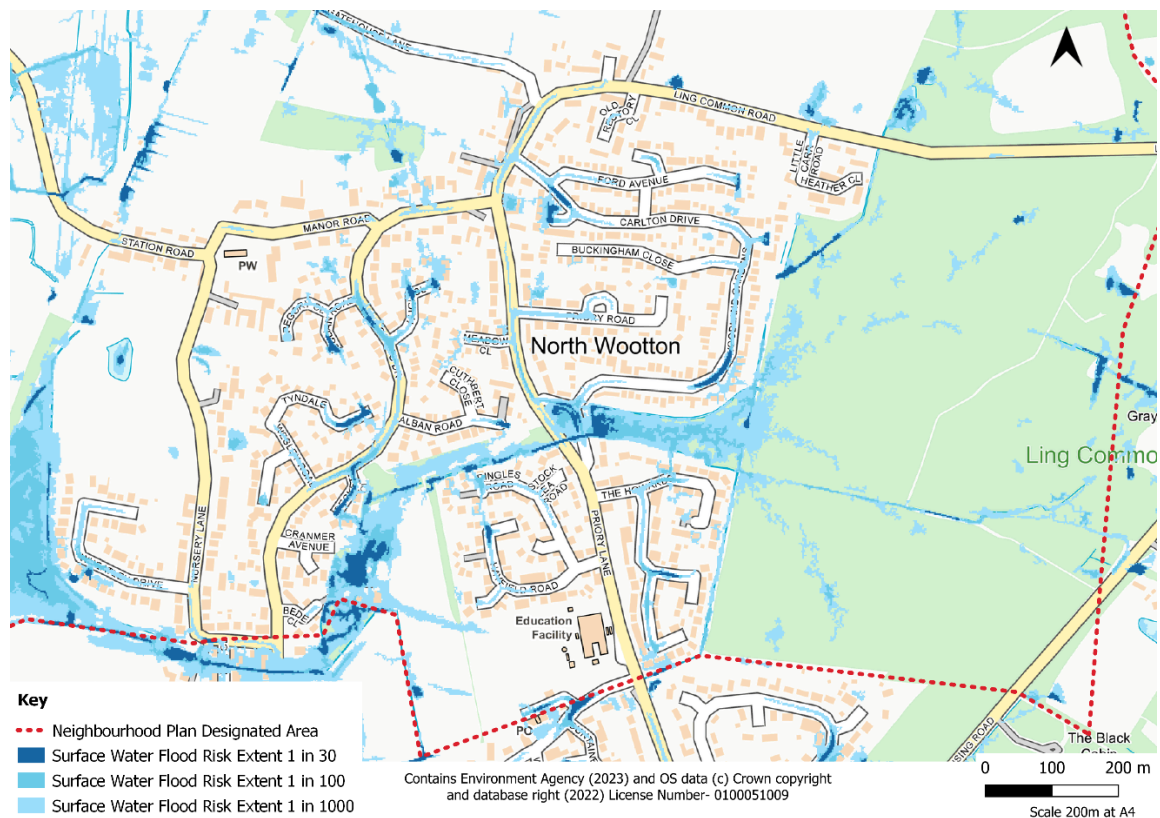 GATEHOUSE LANE
LING COMMON ROAD
OLD
RECTORY
CL
LITTLE
CARR
ROAD
HEATHER CL
FORD AVENUE
CARLTON DRIVE
MANOR ROAD
STATION ROAD
PW
BUCKINGHAM CLOSE
PRIORY ROAD
MEADOW
CL
North Wootton
CUTHBERT
CLOSE
TYNDALE
ALBAN ROAD
Gray
Ling Commo
ROAD
ROAD
THE HOWARDS
PRIORY LANE
NURSERY LANE
CRANMER
AVENUE
BEDE
CL
Education
Facility
PO
SING ROAD
The Black
Cabin
Key
Neighbourhood Plan Designated Area
Surface Water Flood Risk Extent 1 in 30
Surface Water Flood Risk Extent 1 in 100
Surface Water Flood Risk Extent 1 in 1000
Contains Environment Agency (2023) and OS data (c) Crown copyright
and database right (2022) License Number- 0100051009
0 100 200 m
Scale 200m at A4